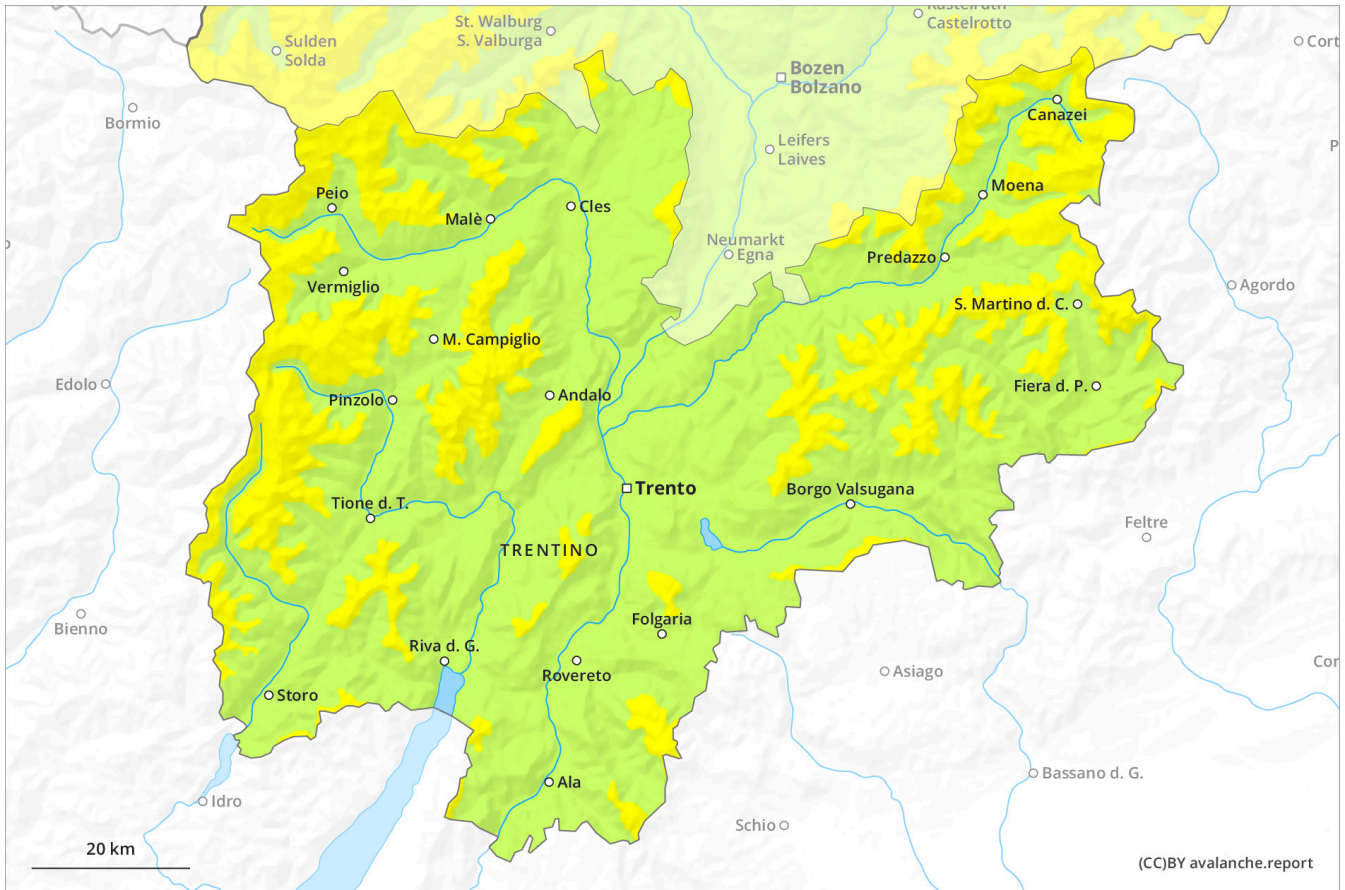 Kastelruth
Castelrotto
St. Walburg
S. Valburga
Sulden
Solda
Cort
Bozen
Bolzano
Bormio
Canazei
Leifers
Laives
Moena
Peio
Malè
Cles
Neumarkt
Egna
Predazzo
Vermiglio
Agordo
S. Martino d. C.
M. Campiglio
Edolo
Pinzolo
Andalo
Fiera d. P.
Trento
Borgo Valsugana
Tione d. T.
Feltre
TRENTINO
Bienno
Folgaria
Riva d. G.
Rovereto
Asiago
Cor
Storo
Bassano d. G.
Ala
Idro
Schio
20 km
(CC)BY avalanche.report